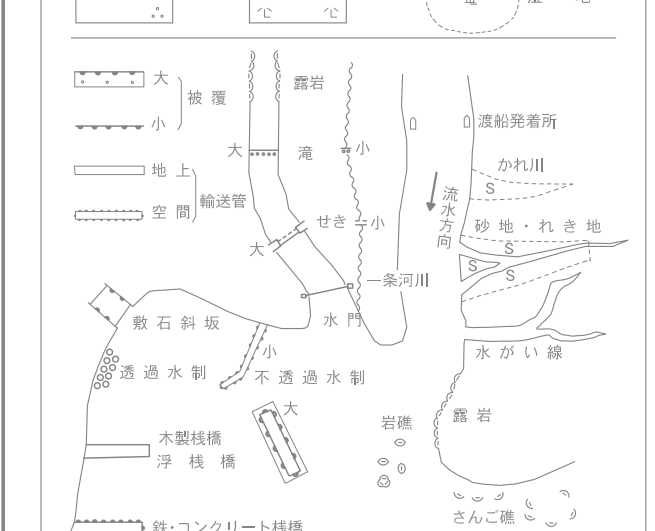 大
被覆
小
地上
輸送管
空間
露岩
大
滝
小
渡船発着所
かれ川
S
流水方向
せき
小
砂地・れき地
大
S
S
S
一条河川
水門
敷石斜坂
小
水がい線
透過水制
不透過水制
大
岩礁
露岩
木製桟橋
浮桟橋
さんご礁
鉄・コンクリート桟橋